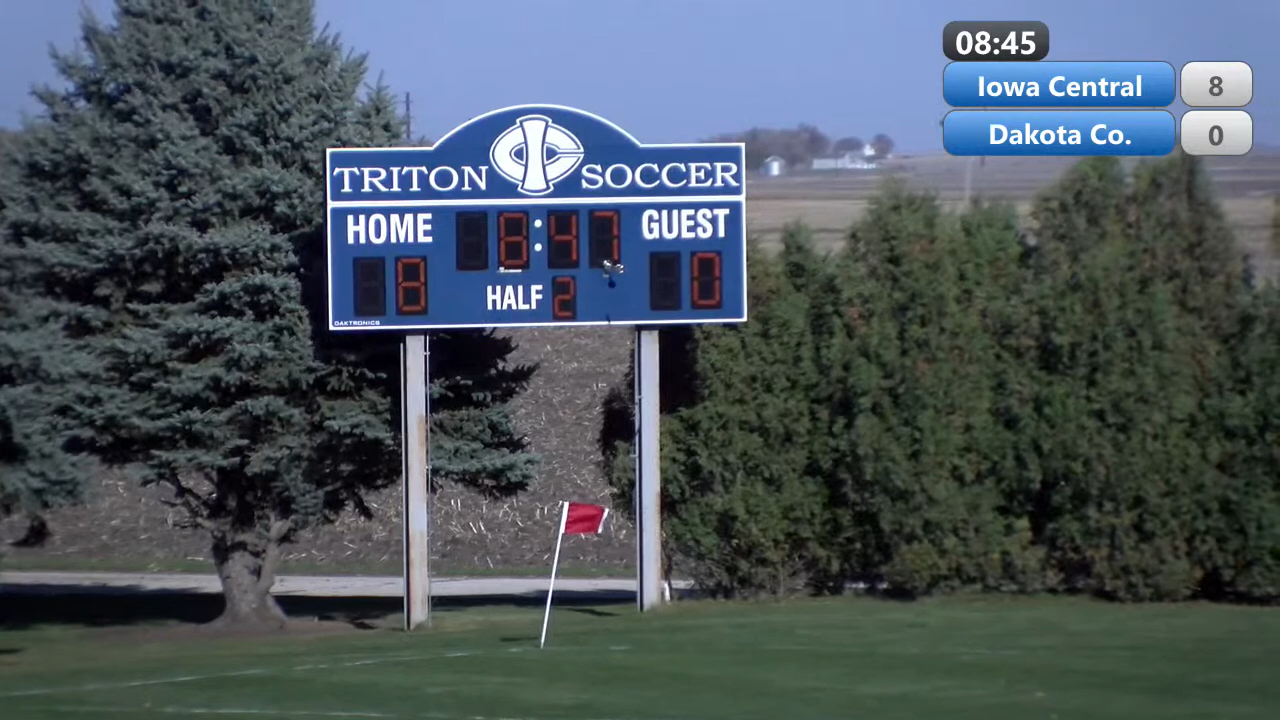 08:45
Iowa Central 8
Dakota Co. 0
TRITON IC SOCCER
HOME 8:47 GUEST
8 HALF 2 0
DAKTRONICS